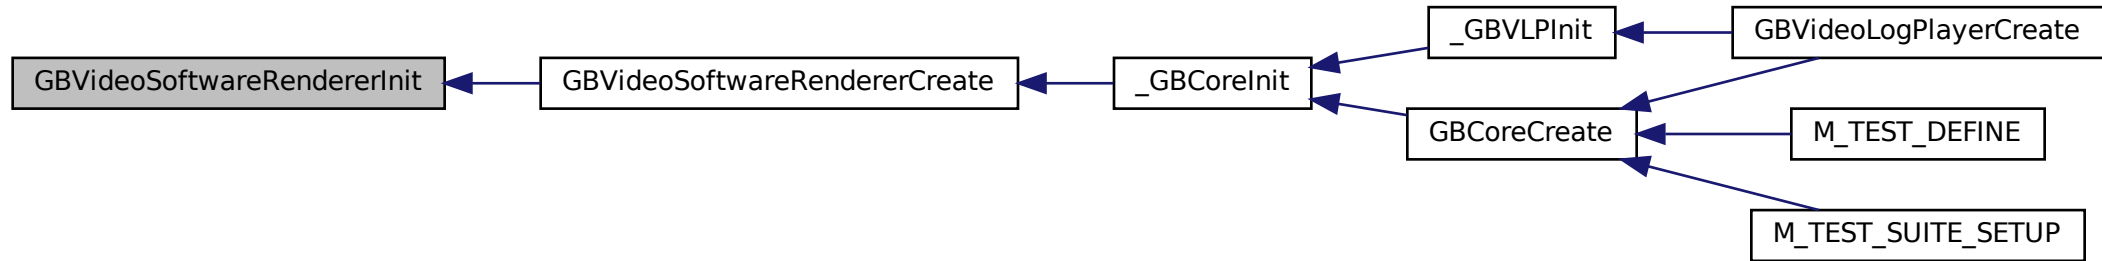 GBVideoSoftwareRendererInit
GBVideoSoftwareRendererCreate
_GBCoreInit
_GBVLPInit
GBCoreCreate
GBVideoLogPlayerCreate
M_TEST_DEFINE
M_TEST_SUITE_SETUP